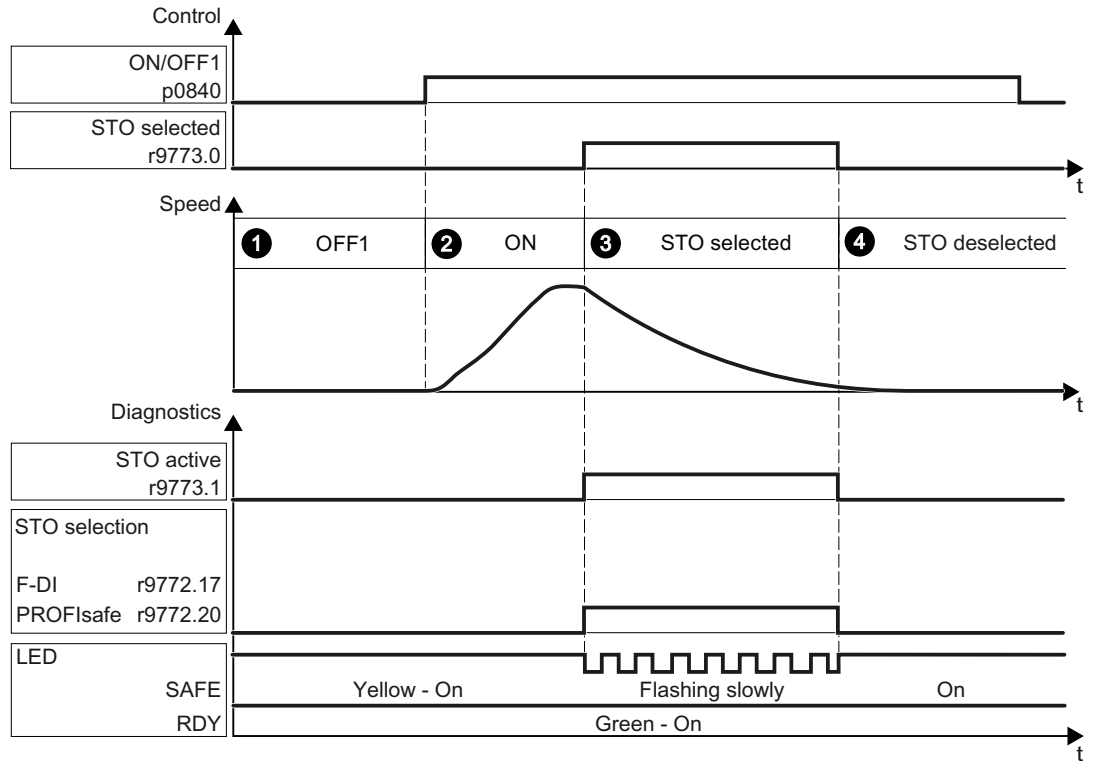 Control
ON/OFF1
p0840
STO selected
r9773.0
t
Speed
1 OFF1 2 ON 3 STO selected 4 STO deselected
t
Diagnostics
STO active
r9773.1
STO selection
F-DI r9772.17
PROFIsafe r9772.20
LED
SAFE Yellow - On Flashing slowly On
RDY Green - On
t